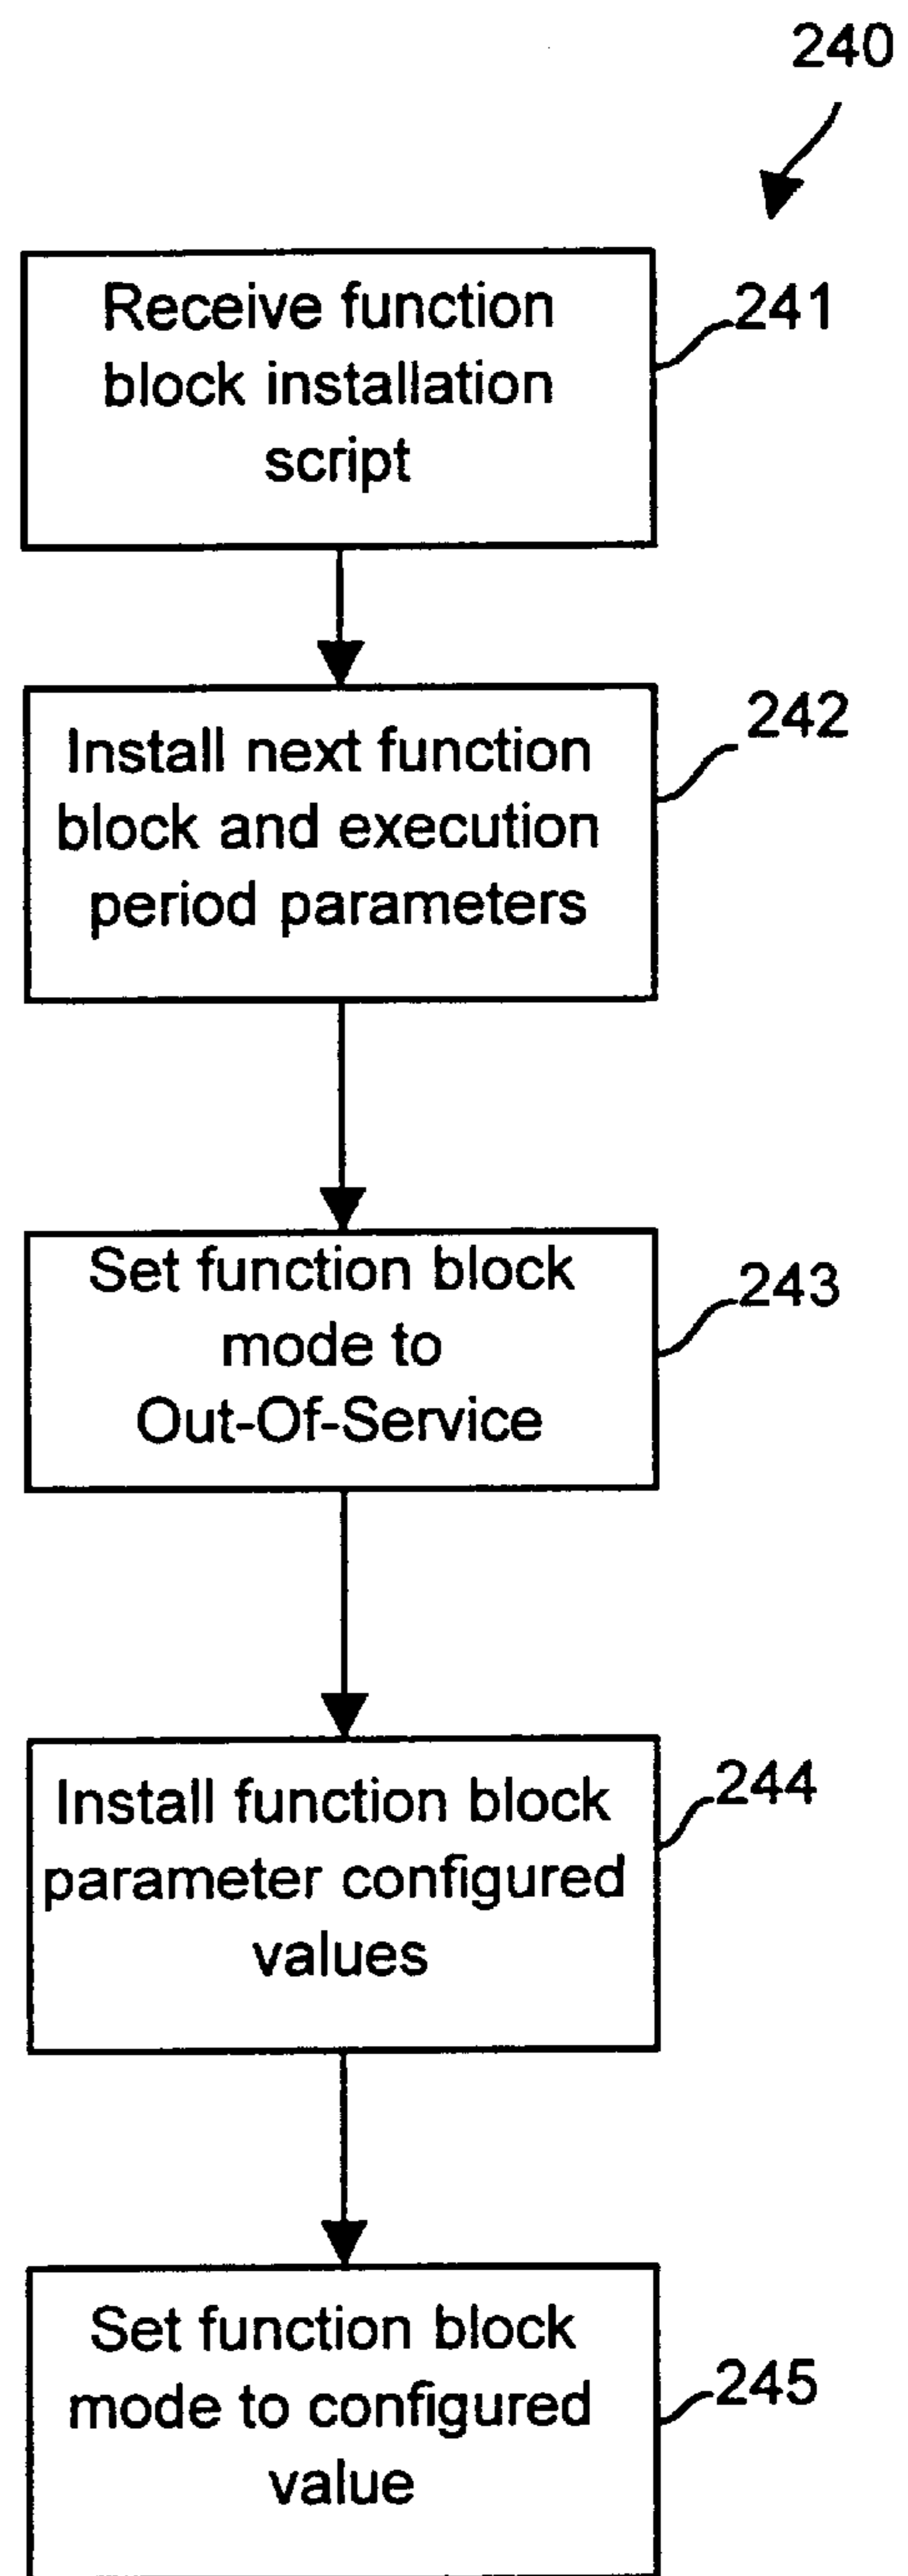 240
Receive function
block installation
script
241
Install next function
block and execution
period parameters
242
Set function block
mode to
Out-Of-Service
243
Install function block
parameter configured
values
244
Set function block
mode to configured
value
245